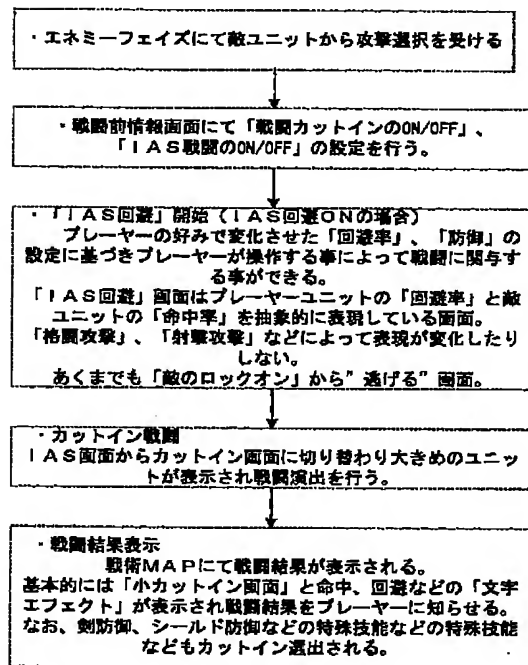 ・エネミーフェイズにて敵ユニットから攻撃選択を受ける
・戦闘前情報画面にて「戦闘カットインのON/OFF」、
「IAS戦闘のON/OFF」の設定を行う。
・「IAS回避」開始(IAS回避ONの場合)
プレーヤーの好みで変化させた「回避率」、「防御」の
設定に基づきプレーヤーが操作する事によって戦闘に関与す
る事ができる。
「IAS回避」画面はプレーヤーユニットの「回避率」と敵
ユニットの「命中率」を抽象的に表現している画面。
「格闘攻撃」、「射撃攻撃」などによって表現が変化したり
しない。
あくまでも「敵のロックオン」から”逃げる”画面。
・カットイン戦闘
IAS画面からカットイン画面に切り替わり大きめのユニッ
トが表示され戦闘演出を行う。
・戦闘結果表示
戦術MAPにて戦闘結果が表示される。
基本的には「小カットイン画面」と命中、回避などの「文字
エフェクト」が表示され戦闘結果をプレーヤーに知らせる。
なお、剣防御、シールド防御などの特殊技能などの特殊技能
などもカットイン選出される。